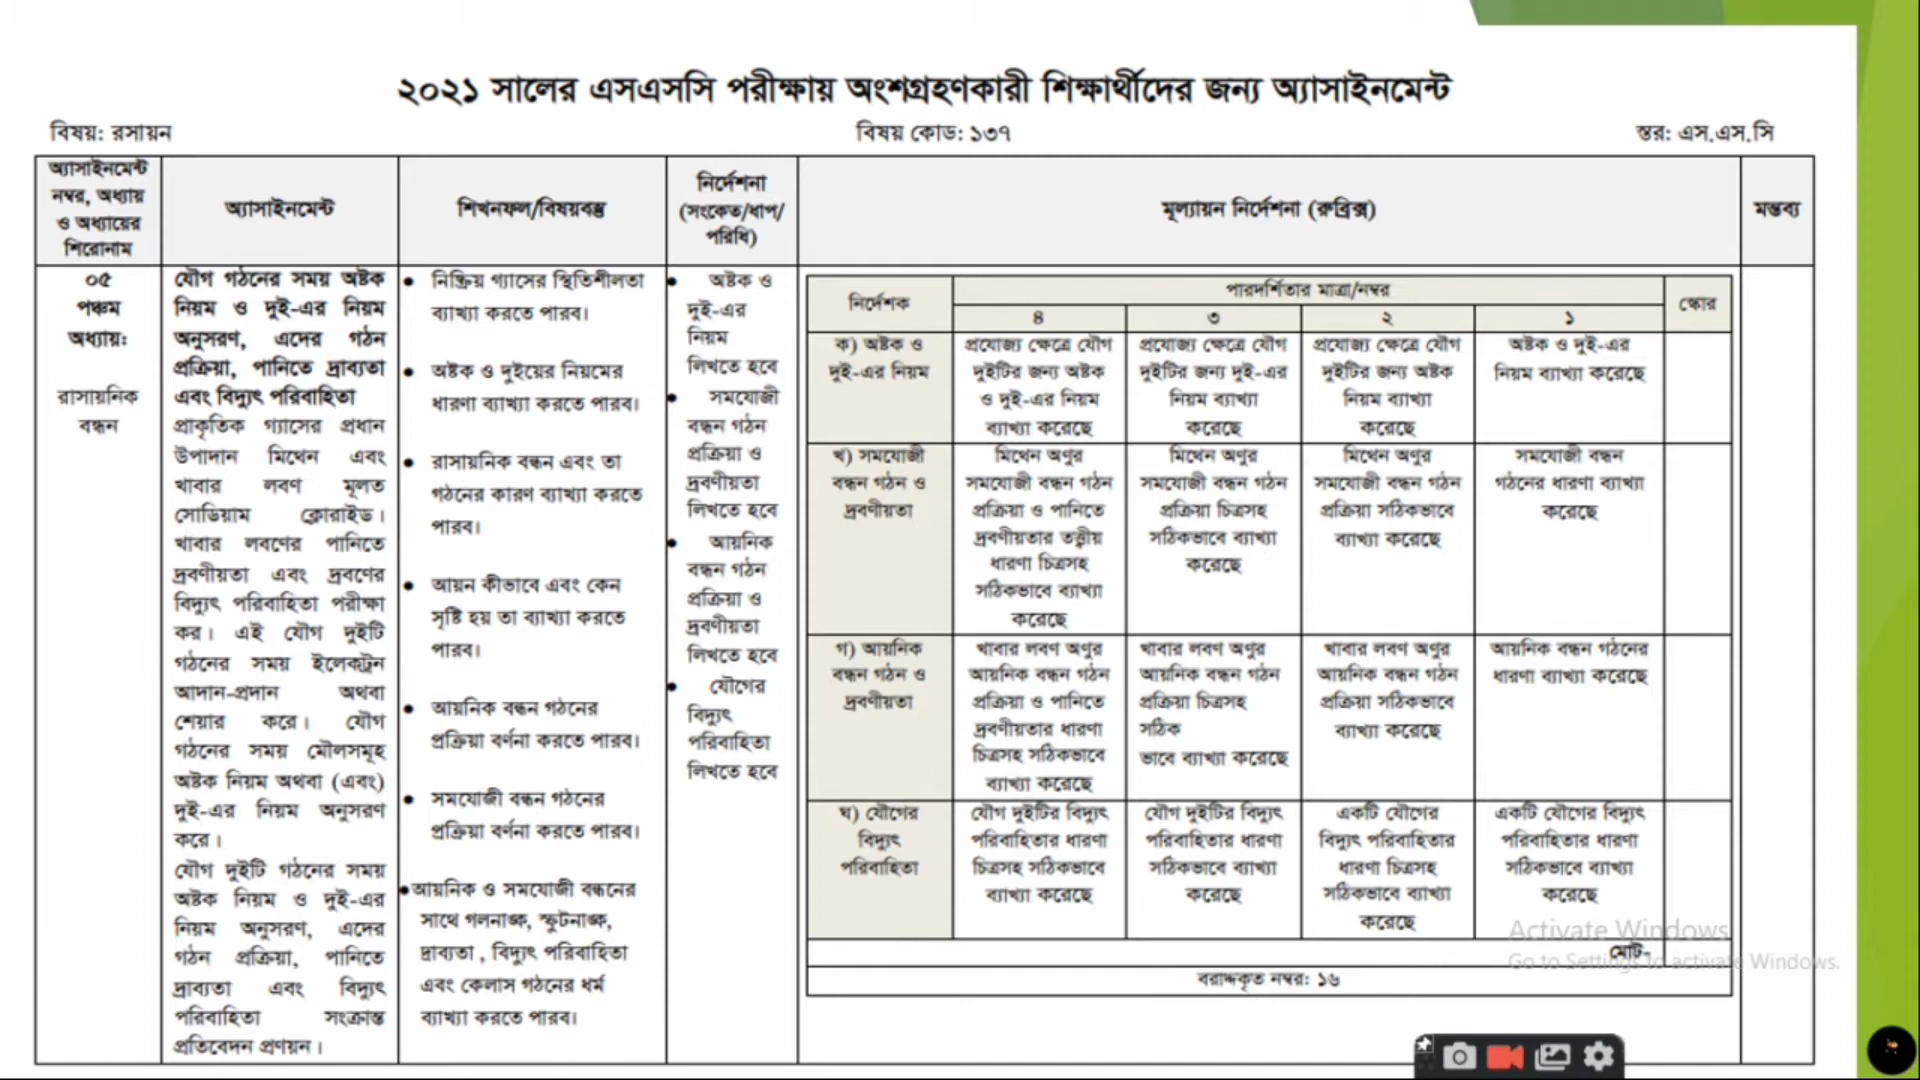 ২০২১ সালের এসএসসি পরীক্ষায় অংশগ্রহণকারী শিক্ষার্থীদের জন্য অ্যাসাইনমেন্ট
বিষয়: রসায়ন
বিষয় কোড: ১৩৭
স্তর: এস.এস.সি
অ্যাসাইনমেন্ট
নম্বর, অধ্যায়
ও অধ্যায়ের
শিরোনাম
অ্যাসাইনমেন্ট
শিখনফল/বিষয়বস্তু
নির্দেশনা
(সংকেত/ধাপ/
পরিধি)
মূল্যায়ন নির্দেশনা (রুব্রিক্স)
মন্তব্য
০৫
পঞ্চম
অধ্যায়:
রাসায়নিক
বন্ধন
যৌগ গঠনের সময় অষ্টক
নিয়ম ও দুই-এর নিয়ম
অনুসরণ, এদের গঠন
প্রক্রিয়া, পানিতে দ্রাব্যতা
এবং বিদ্যুৎ পরিবাহিতা
প্রাকৃতিক গ্যাসের প্রধান
উপাদান মিথেন এবং
খাবার লবণ মূলত
সোডিয়াম ক্লোরাইড।
খাবার লবণের পানিতে
দ্রবণীয়তা এবং দ্রবণের
বিদ্যুৎ পরিবাহিতা পরীক্ষা
কর। এই যৌগ দুইটি
গঠনের সময় ইলেকট্রন
আদান-প্রদান অথবা
শেয়ার করে। যৌগ
গঠনের সময় মৌলসমূহ
অষ্টক নিয়ম অথবা (এবং)
দুই-এর নিয়ম অনুসরণ
করে।
যৌগ দুইটি গঠনের সময়
অষ্টক নিয়ম ও দুই-এর
নিয়ম অনুসরণ, এদের
গঠন প্রক্রিয়া, পানিতে
দ্রাব্যতা এবং বিদ্যুৎ
পরিবাহিতা সংক্রান্ত
প্রতিবেদন প্রণয়ন।
● নিষ্ক্রিয় গ্যাসের স্থিতিশীলতা
ব্যাখ্যা করতে পারব।
● অষ্টক ও দুইয়ের নিয়মের
ধারণা ব্যাখ্যা করতে পারব।
● রাসায়নিক বন্ধন এবং তা
গঠনের কারণ ব্যাখ্যা করতে
পারব।
● আয়ন কীভাবে এবং কেন
সৃষ্টি হয় তা ব্যাখ্যা করতে
পারব।
● আয়নিক বন্ধন গঠনের
প্রক্রিয়া বর্ণনা করতে পারব।
● সমযোজী বন্ধন গঠনের
প্রক্রিয়া বর্ণনা করতে পারব।
●আয়নিক ও সমযোজী বন্ধনের
সাথে গলনাঙ্ক, স্ফুটনাঙ্ক,
দ্রাব্যতা , বিদ্যুৎ পরিবাহিতা
এবং কেলাস গঠনের ধর্ম
ব্যাখ্যা করতে পারব।
● অষ্টক ও
দুই-এর
নিয়ম
লিখতে হবে
● সমযোজী
বন্ধন গঠন
প্রক্রিয়া ও
দ্রবণীয়তা
লিখতে হবে
● আয়নিক
বন্ধন গঠন
প্রক্রিয়া ও
দ্রবণীয়তা
লিখতে হবে
● যৌগের
বিদ্যুৎ
পরিবাহিতা
লিখতে হবে
নির্দেশক
পারদর্শিতার মাত্রা/নম্বর
স্কোর
৪
৩
২
১
ক) অষ্টক ও
দুই-এর নিয়ম
প্রযোজ্য ক্ষেত্রে যৌগ
দুইটির জন্য অষ্টক
ও দুই-এর নিয়ম
ব্যাখ্যা করেছে
প্রযোজ্য ক্ষেত্রে যৌগ
দুইটির জন্য দুই-এর
নিয়ম ব্যাখ্যা
করেছে
প্রযোজ্য ক্ষেত্রে যৌগ
দুইটির জন্য অষ্টক
নিয়ম ব্যাখ্যা
করেছে
অষ্টক ও দুই-এর
নিয়ম ব্যাখ্যা করেছে
খ) সমযোজী
বন্ধন গঠন ও
দ্রবণীয়তা
মিথেন অণুর
সমযোজী বন্ধন গঠন
প্রক্রিয়া ও পানিতে
দ্রবণীয়তার তত্ত্বীয়
ধারণা চিত্রসহ
সঠিকভাবে ব্যাখ্যা
করেছে
মিথেন অণুর
সমযোজী বন্ধন গঠন
প্রক্রিয়া চিত্রসহ
সঠিকভাবে ব্যাখ্যা
করেছে
মিথেন অণুর
সমযোজী বন্ধন গঠন
প্রক্রিয়া সঠিকভাবে
ব্যাখ্যা করেছে
সমযোজী বন্ধন
গঠনের ধারণা ব্যাখ্যা
করেছে
গ) আয়নিক
বন্ধন গঠন ও
দ্রবণীয়তা
খাবার লবণ অণুর
আয়নিক বন্ধন গঠন
প্রক্রিয়া ও পানিতে
দ্রবণীয়তার ধারণা
চিত্রসহ সঠিকভাবে
ব্যাখ্যা করেছে
খাবার লবণ অণুর
আয়নিক বন্ধন গঠন
প্রক্রিয়া চিত্রসহ
সঠিক
ভাবে ব্যাখ্যা করেছে
খাবার লবণ অণুর
আয়নিক বন্ধন গঠন
প্রক্রিয়া সঠিকভাবে
ব্যাখ্যা করেছে
আয়নিক বন্ধন গঠনের
ধারণা ব্যাখ্যা করেছে
ঘ) যৌগের
বিদ্যুৎ
পরিবাহিতা
যৌগ দুইটির বিদ্যুৎ
পরিবাহিতার ধারণা
চিত্রসহ সঠিকভাবে
ব্যাখ্যা করেছে
যৌগ দুইটির বিদ্যুৎ
পরিবাহিতার ধারণা
সঠিকভাবে ব্যাখ্যা
করেছে
একটি যৌগের
বিদ্যুৎ পরিবাহিতার
ধারণা চিত্রসহ
সঠিকভাবে ব্যাখ্যা
করেছে
একটি যৌগের বিদ্যুৎ
পরিবাহিতার ধারণা
সঠিকভাবে ব্যাখ্যা
করেছে
মোট-
বরাদ্দকৃত নম্বর: ১৬
Activate Windows
Go to Settings to activate Windows.